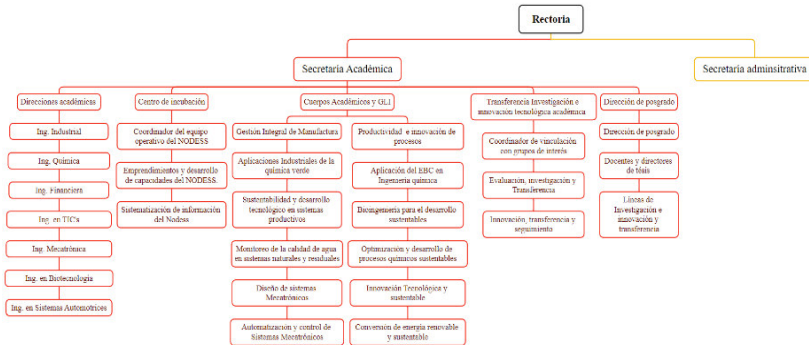 Rectoria
Secretaria Académica
Secretaria adminsitrativa
Direcciones académicas
Ing. Industrial
Ing. Química
Ing. Financiera
Ing. en TIC's
Ing. Mecatrónica
Ing. en Biotecnología
Ing. en Sistemas Automotrices
Centro de incubación
Coordinador del equipo
operativo del NODESS
Emprendimientos y desarrollo
de capacidades del NODESS.
Sistematización de información
del Nodess
Cuerpos Académicos y GLI
Gestión Integral de Manufactura
Aplicaciones Industriales de la
química verde
Sustentabilidad y desarrollo
tecnológico en sistemas
productivos
Monitoreo de la calidad de agua
en sistemas naturales y residuales
Diseño de sistemas
Mecatrónicos
Automatización y control de
Sistemas Mecatrónicos
Productividad e innovación de
procesos
Aplicación del EBC en
Ingeniería química
Bioingeniería para el desarrollo
sustentables
Optimización y desarrollo de
procesos químicos sustentables
Innovación Tecnológica y
sustentable
Conversión de energía renovable
y sustentable
Transferencia Investigación e
innovación tecnológica académica
Coordinador de vinculación
con grupos de interés
Evaluación, investigación y
Transferencia
Innovación, transferencia y
seguimiento
Dirección de posgrado
Dirección de posgrado
Docentes y directores
de tésis
Líneas de
Investigación e
innovación y
transferencia